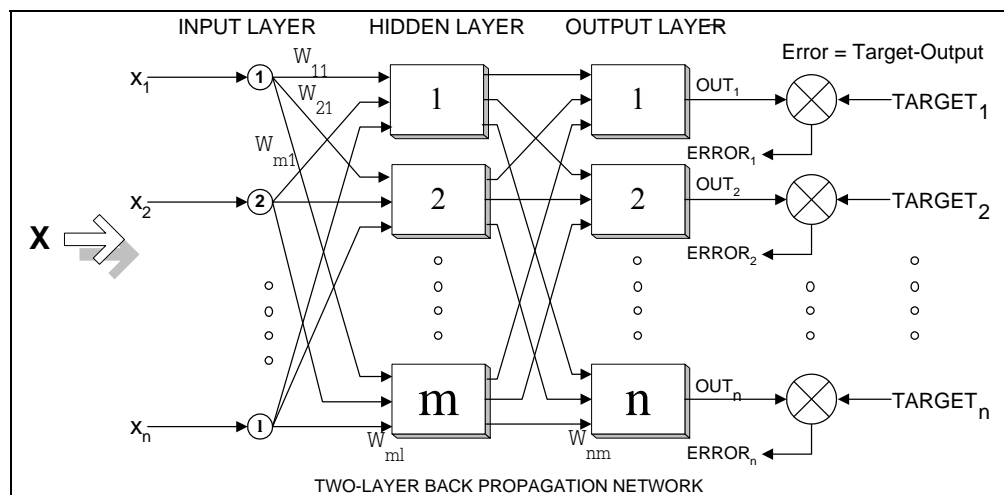 INPUT LAYER HIDDEN LAYER OUTPUT LAYER
Error = Target-Output
X1 1 W11 1 1 OUT1 TARGET1
W21
Wm1
ERROR1
X2 2 2 2 OUT2 TARGET2
X
ERROR2
Xn l m n OUTn TARGETn
Wml Wnm
ERRORn
TWO-LAYER BACK PROPAGATION NETWORK